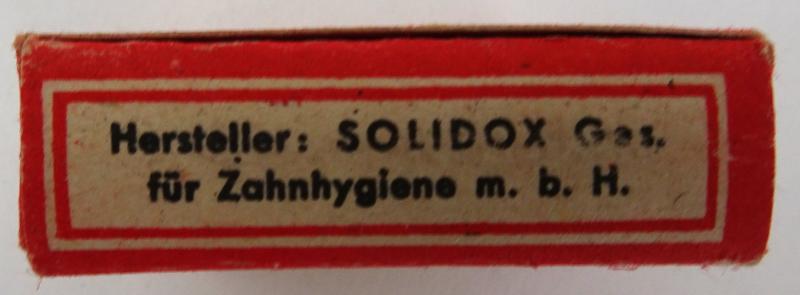 Hersteller: SOLIDOX Ges.
für Zahnhygiene m. b. H.